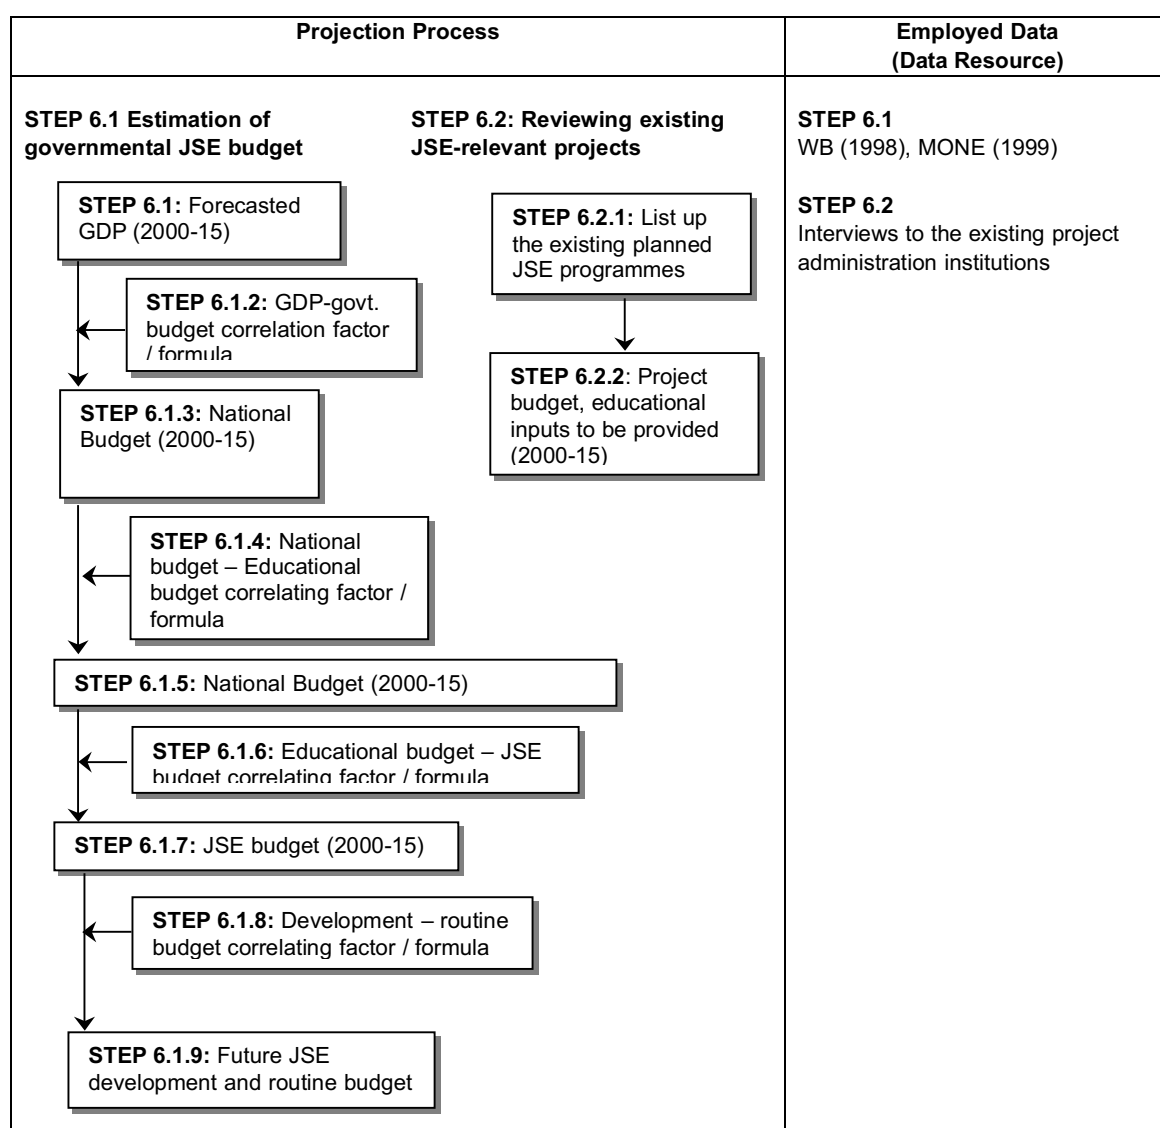 Projection Process
Employed Data
(Data Resource)
STEP 6.1 Estimation of
governmental JSE budget
STEP 6.1: Forecasted
GDP (2000-15)
STEP 6.1.2: GDP-govt.
budget correlation factor
/ formula
STEP 6.1.3: National
Budget (2000-15)
STEP 6.1.4: National
budget – Educational
budget correlating factor /
formula
STEP 6.1.5: National Budget (2000-15)
STEP 6.1.6: Educational budget – JSE
budget correlating factor / formula
STEP 6.1.7: JSE budget (2000-15)
STEP 6.1.8: Development – routine
budget correlating factor / formula
STEP 6.1.9: Future JSE
development and routine budget
STEP 6.2: Reviewing existing
JSE-relevant projects
STEP 6.2.1: List up
the existing planned
JSE programmes
STEP 6.2.2: Project
budget, educational
inputs to be provided
(2000-15)
STEP 6.1
WB (1998), MONE (1999)
STEP 6.2
Interviews to the existing project
administration institutions